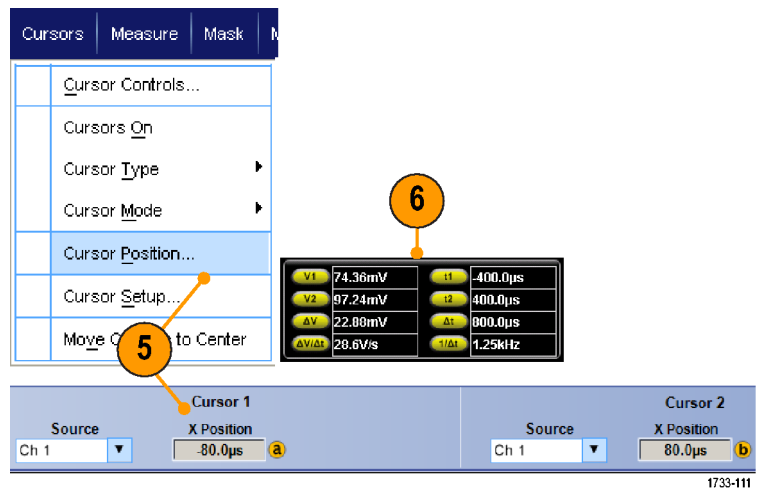 Cursors Measure Mask
Cursor Controls...
Cursors On
Cursor Type
Cursor Mode
6
Cursor Position...
V1 74.36mV t1 -400.0µs
Cursor Setup...
V2 97.24mV t2 400.0µs
ΔV 22.88mV Δt 800.0µs
Move to Center
5
ΔV/Δt 28.6V/s 1/Δt 1.25kHz
Cursor 1 Cursor 2
Source X Position Source X Position
Ch 1 -80.0µs a Ch 1 80.0µs b
1733-111